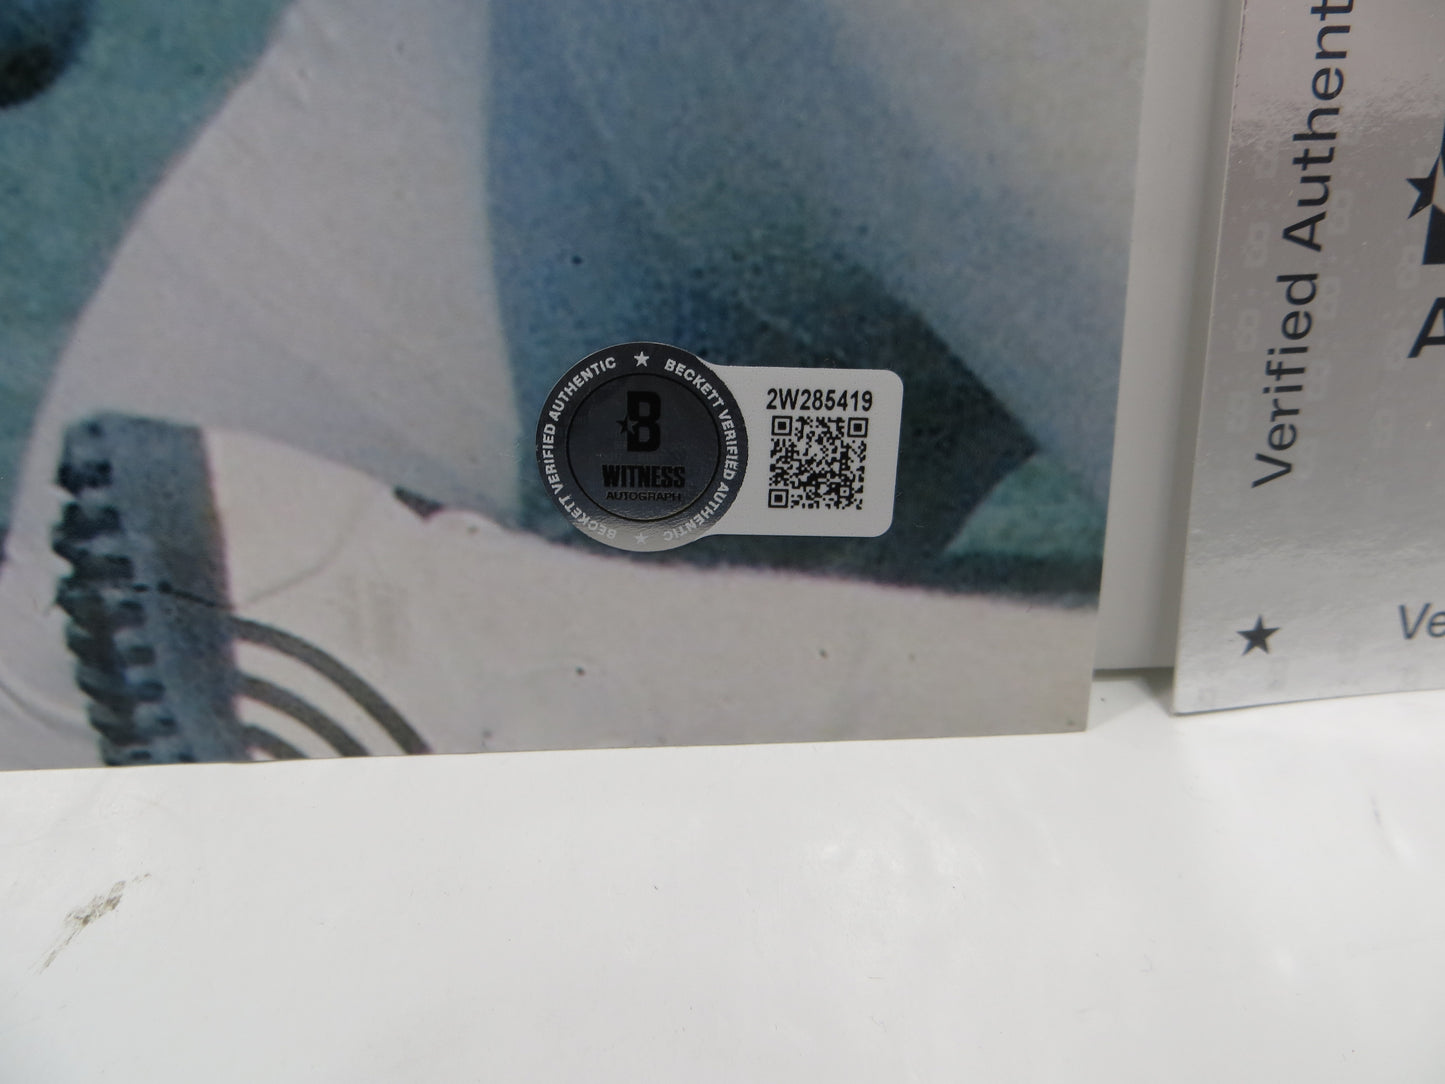 BECKETT VERIFIED AUTHENTIC ★ BECKETT VERIFIED AUTHENTIC ★
B
WITNESS
AUTOGRAPH
2W285419
Verified Authent
Ve